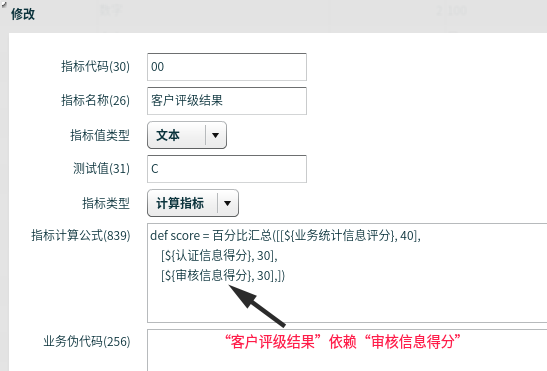 修改
指标代码(30) 00
指标名称(26) 客户评级结果
指标值类型 文本
测试值(31) C
指标类型 计算指标
指标计算公式(839) def score = 百分比汇总([[${业务统计信息评分}, 40],
[${认证信息得分}, 30],
[${审核信息得分}, 30],])
业务伪代码(256)
“客户评级结果”依赖“审核信息得分”